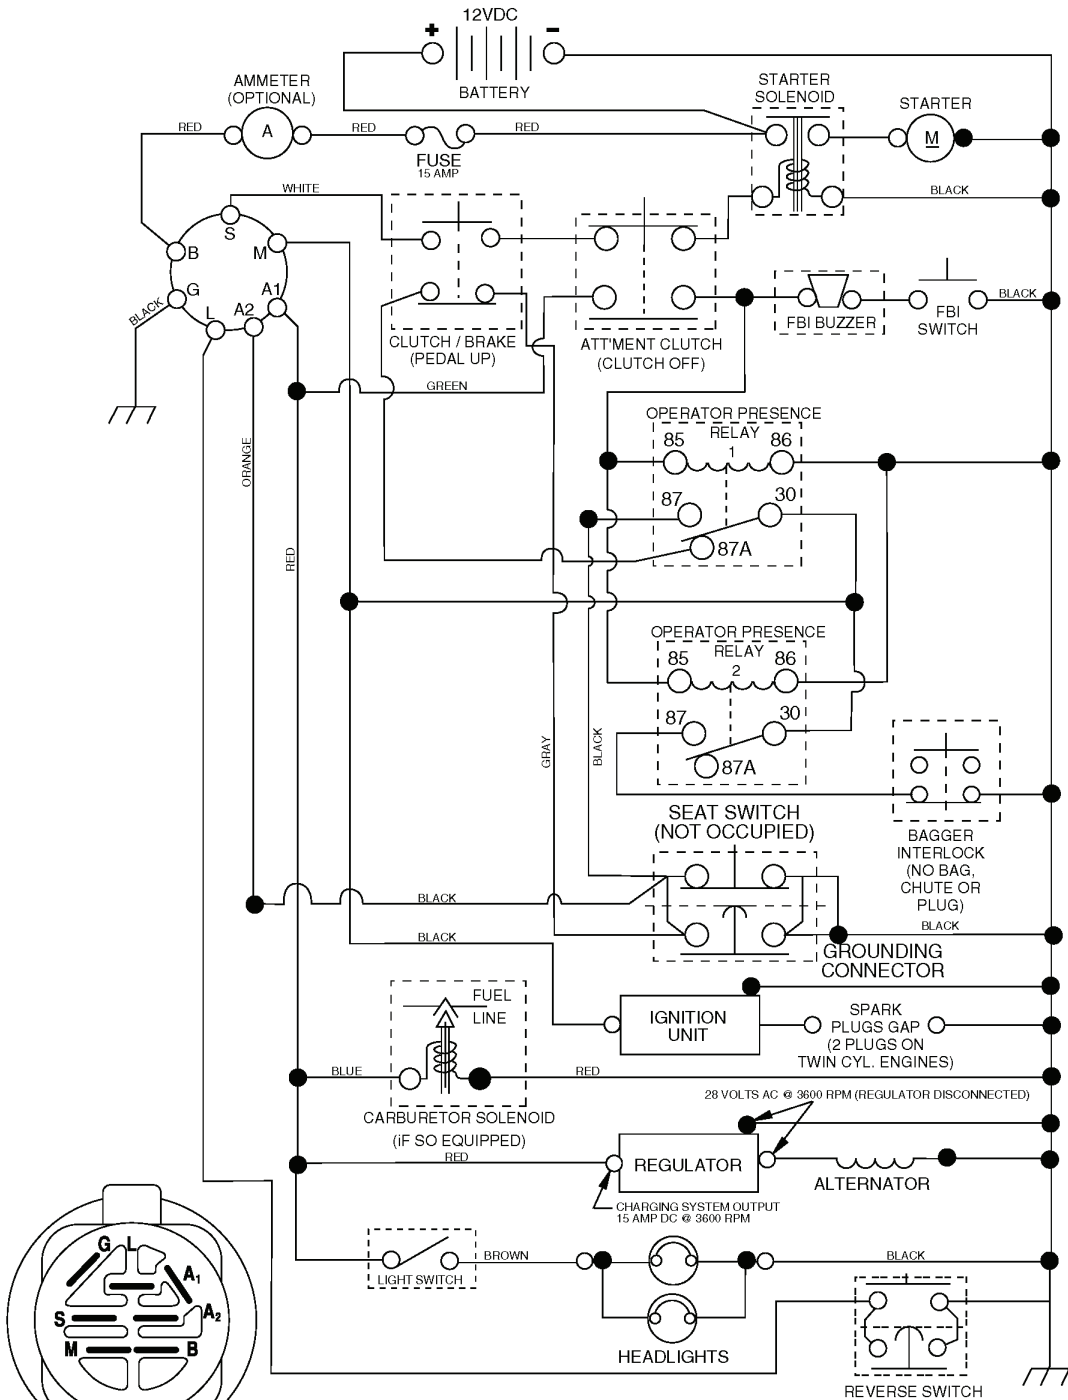 12VDC
+
-
BATTERY
AMMETER
(OPTIONAL)
A
RED
RED
RED
FUSE
15 AMP
STARTER
SOLENOID
STARTER
M
BLACK
WHITE
S
B
M
G
A1
L
A2
BLACK
CLUTCH / BRAKE
(PEDAL UP)
ATT'MENT CLUTCH
(CLUTCH OFF)
FBI BUZZER
FBI
SWITCH
BLACK
GREEN
ORANGE
RED
OPERATOR PRESENCE
RELAY
1
85
86
87
30
87A
OPERATOR PRESENCE
RELAY
2
85
86
87
30
87A
GRAY
BLACK
SEAT SWITCH
(NOT OCCUPIED)
BAGGER
INTERLOCK
(NO BAG,
CHUTE OR
PLUG)
BLACK
BLACK
BLACK
GROUNDING
CONNECTOR
FUEL
LINE
IGNITION
UNIT
SPARK
PLUGS GAP
(2 PLUGS ON
TWIN CYL. ENGINES)
BLUE
RED
CARBURETOR SOLENOID
(iF SO EQUIPPED)
28 VOLTS AC @ 3600 RPM (REGULATOR DISCONNECTED)
RED
REGULATOR
ALTERNATOR
CHARGING SYSTEM OUTPUT
15 AMP DC @ 3600 RPM
LIGHT SWITCH
BROWN
BLACK
HEADLIGHTS
REVERSE SWITCH
G
L
A1
A2
S
M
B